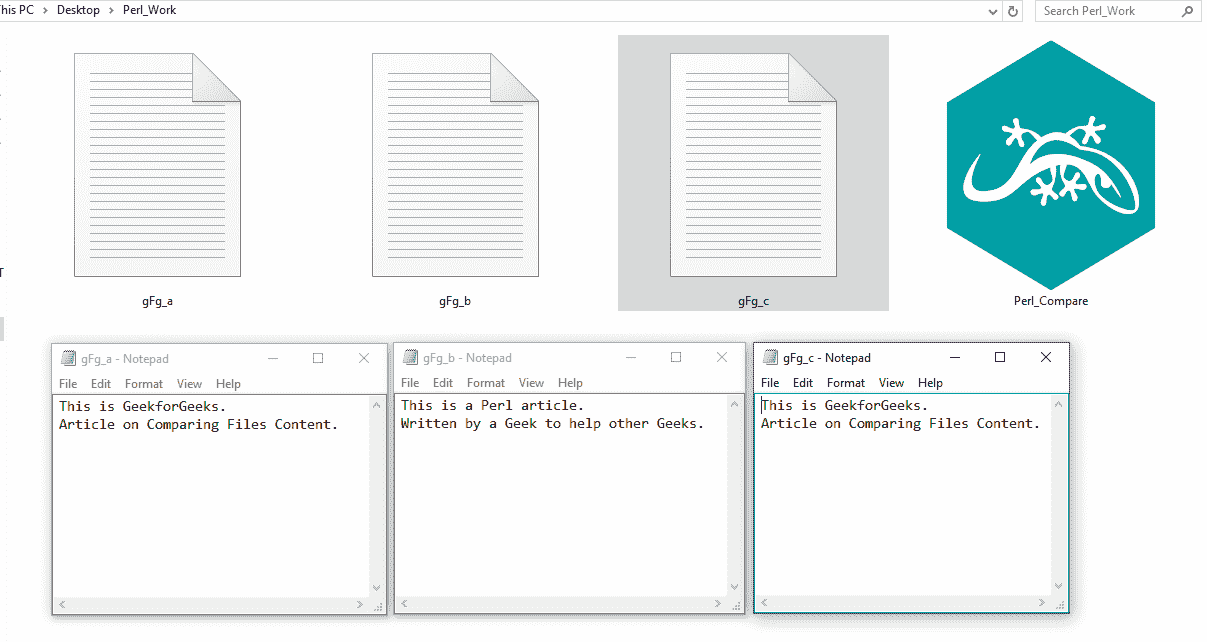 his PC > Desktop > Perl_Work
Search Perl_Work
gFg_a
gFg_b
gFg_c
Perl_Compare
T
gFg_a - Notepad
File Edit Format View Help
This is GeekforGeeks.
Article on Comparing Files Content.
gFg_b - Notepad
File Edit Format View Help
This is a Perl article.
Written by a Geek to help other Geeks.
gFg_c - Notepad
File Edit Format View Help
This is GeekforGeeks.
Article on Comparing Files Content.